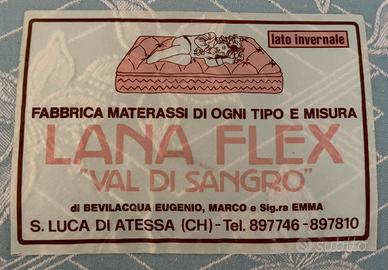 lato invernale
FABBRICA MATERASSI DI OGNI TIPO E MISURA
LANA FLEX
"VAL DI SANGRO"
di BEVILACQUA EUGENIO, MARCO e Sig.ra EMMA
S. LUCA DI ATESSA (CH) - Tel. 897746 - 897810
subito